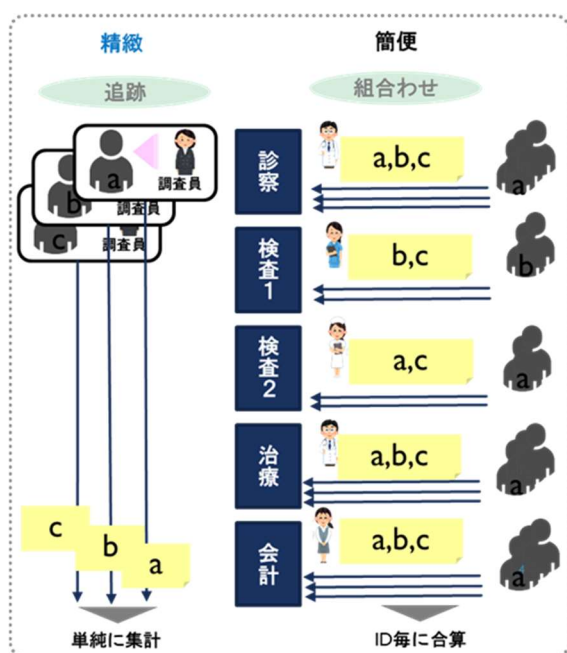 精緻
簡便
追跡
組合わせ
a
調査員
b
調査員
c
調査員
診察
a,b,c
a
検査1
b,c
b
検査2
a,c
a
治療
a,b,c
a
会計
a,b,c
a
c
b
a
単純に集計
ID毎に合算